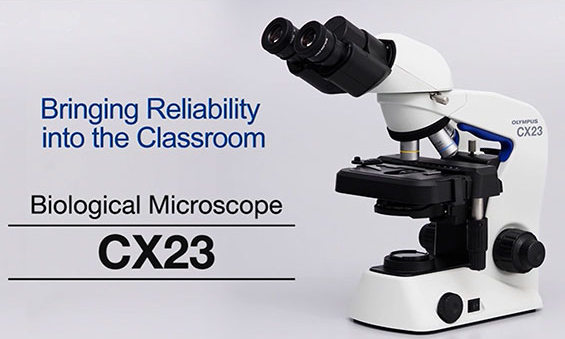 Bringing Reliability
into the Classroom
Biological Microscope
CX23
OLYMPUS
CX23